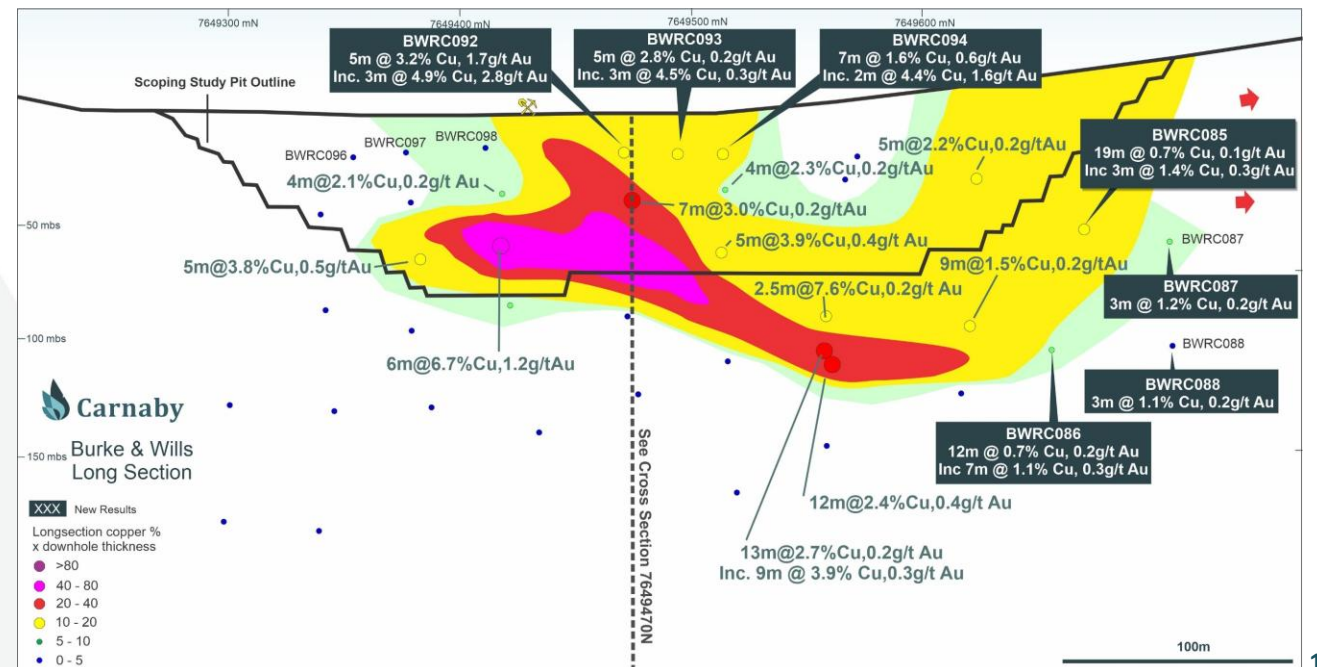 7649300 mN
7649400 mN
7649500 mN
7649600 mN
BWRC092
5m @ 3.2% Cu, 1.7g/t Au
Inc. 3m @ 4.9% Cu, 2.8g/t Au
BWRC093
5m @ 2.8% Cu, 0.2g/t Au
Inc. 3m @ 4.5% Cu, 0.3g/t Au
BWRC094
7m @ 1.6% Cu, 0.6g/t Au
Inc. 2m @ 4.4% Cu, 1.6g/t Au
Scoping Study Pit Outline
BWRC096
BWRC097
BWRC098
4m@2.1%Cu,0.2g/t Au
4m@2.3%Cu,0.2g/tAu
5m@2.2%Cu,0.2g/tAu
BWRC085
19m @ 0.7% Cu, 0.1g/t Au
Inc 3m @ 1.4% Cu, 0.3g/t Au
7m@3.0%Cu,0.2g/tAu
50 mbs
5m@3.9%Cu,0.4g/t Au
BWRC087
5m@3.8%Cu,0.5g/tAu
9m@1.5%Cu,0.2g/tAu
2.5m@7.6%Cu,0.2g/t Au
BWRC087
3m @ 1.2% Cu, 0.2g/t Au
100 mbs
6m@6.7%Cu,1.2g/tAu
BWRC088
BWRC088
3m @ 1.1% Cu, 0.2g/t Au
Carnaby
Burke & Wills
Long Section
150 mbs
See Cross Section 7649470N
BWRC086
12m @ 0.7% Cu, 0.2g/t Au
Inc 7m @ 1.1% Cu, 0.3g/t Au
12m@2.4%Cu,0.4g/t Au
13m@2.7%Cu,0.2g/t Au
Inc. 9m @ 3.9% Cu,0.3g/t Au
XXX New Results
Longsection copper %
x downhole thickness
>80
40 - 80
20 - 40
10 - 20
5 - 10
0 - 5
100m
1